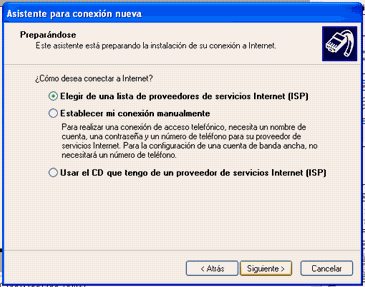 Asistente para conexión nueva
Preparándose
Este asistente está preparando la instalación de su conexión a Internet.
¿Cómo desea conectar a Internet?
Elegir de una lista de proveedores de servicios Internet (ISP)
Establecer mi conexión manualmente
Para realizar una conexión de acceso telefónico, necesita un nombre de
cuenta, una contraseña y un número de teléfono para su proveedor de
servicios Internet. Para la configuración de una cuenta de banda ancha, no
necesitará un número de teléfono.
Usar el CD que tengo de un proveedor de servicios Internet (ISP)
< Atrás
Siguiente >
Cancelar